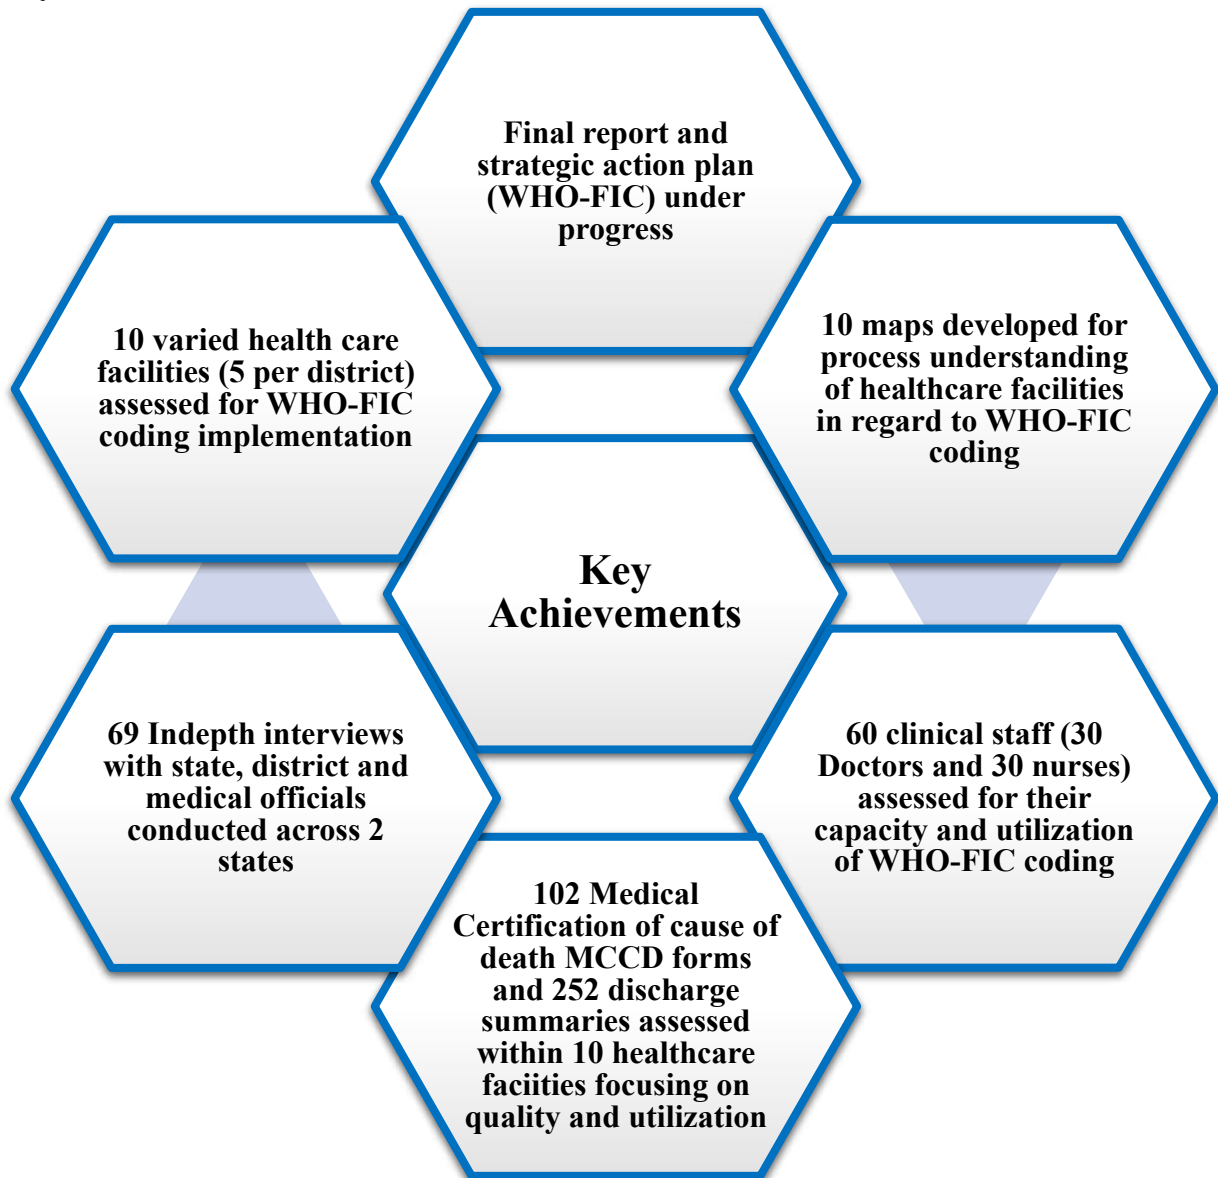 Final report and
strategic action plan
(WHO-FIC) under
progress
10 varied health care
facilities (5 per district)
assessed for WHO-FIC
coding implementation
10 maps developed for
process understanding
of healthcare facilities
in regard to WHO-FIC
coding
Key
Achievements
69 Indepth interviews
with state, district and
medical officials
conducted across 2
states
60 clinical staff (30
Doctors and 30 nurses)
assessed for their
capacity and utilization
of WHO-FIC coding
102 Medical
Certification of cause of
death MCCD forms
and 252 discharge
summaries assessed
within 10 healthcare
faciities focusing on
quality and utilization